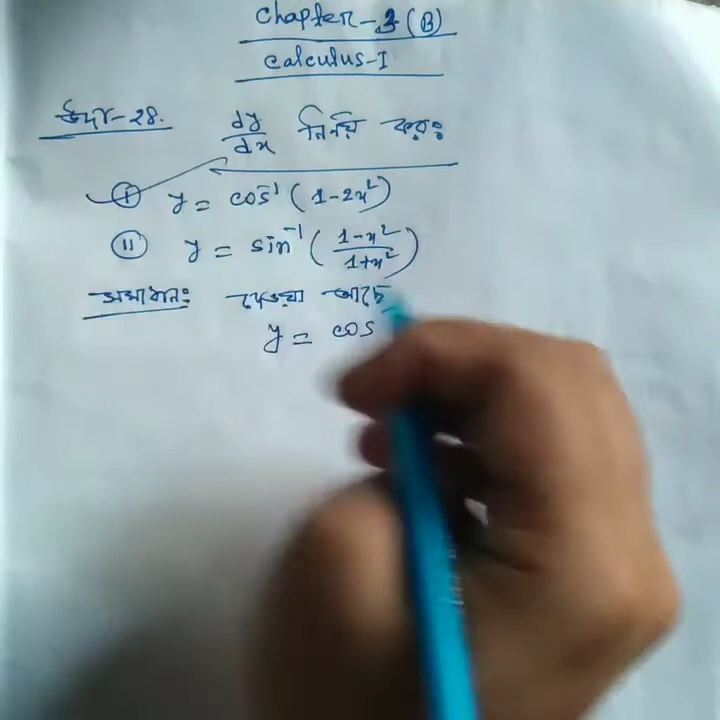 Chapter-3(B)
Calculus-I
উদা-২৪. dy/dx নির্ণয় করঃ
(i) y = cos⁻¹ (1-2x²)
(ii) y = sin⁻¹ ((1-x²)/(1+x²))
সমাধানঃ দেওয়া আছে
y = cos